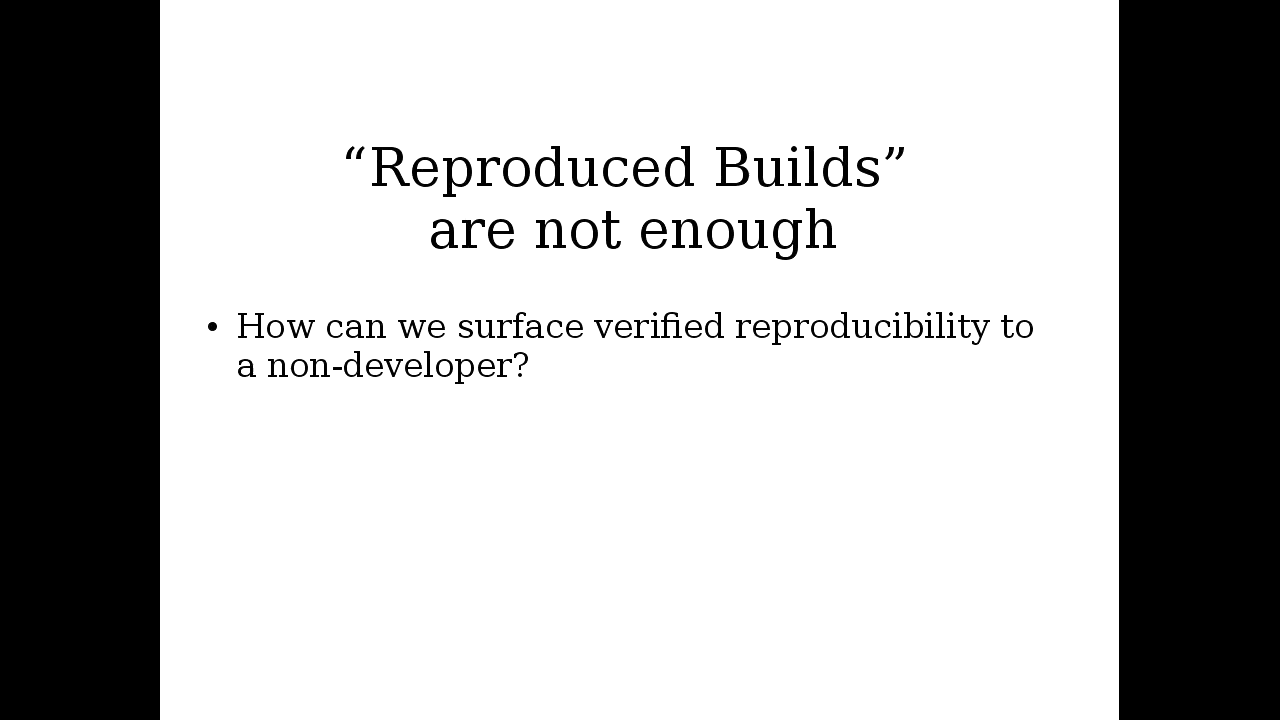 “Reproduced Builds”
are not enough
• How can we surface verified reproducibility to
a non-developer?